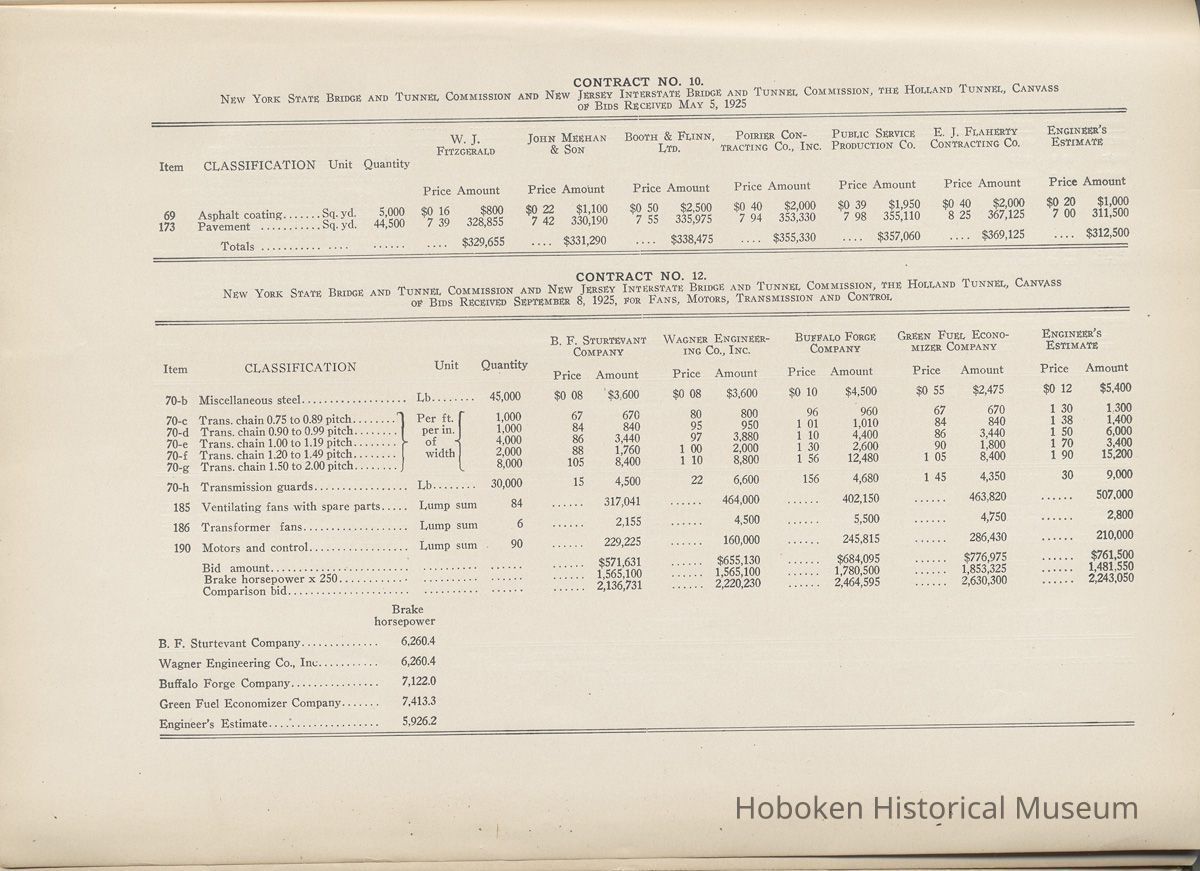 CONTRACT NO. 10.
New York State Bridge and Tunnel Commission and New Jersey Interstate Bridge and Tunnel Commission, the Holland Tunnel, Canvass
of Bids Received May 5, 1925
Item CLASSIFICATION Unit Quantity W. J. Fitzgerald John Meehan & Son Booth & Flinn, Ltd. Poirier Con-tracting Co., Inc. Public Service Production Co. E. J. Flaherty Contracting Co. Engineer's Estimate
Price Amount Price Amount Price Amount Price Amount Price Amount Price Amount Price Amount
69 Asphalt coating.......Sq. yd. 5,000 $0 16 $800 $0 22 $1,100 $0 50 $2,500 $0 40 $2,000 $0 39 $1,950 $0 40 $2,000 $0 20 $1,000
173 Pavement ...........Sq. yd. 44,500 7 39 328,855 7 42 330,190 7 55 335,975 7 94 353,330 7 98 355,110 8 25 367,125 7 00 311,500
Totals ........... .... ...... .... $329,655 .... $331,290 .... $338,475 .... $355,330 .... $357,060 .... $369,125 .... $312,500
CONTRACT NO. 12.
New York State Bridge and Tunnel Commission and New Jersey Interstate Bridge and Tunnel Commission, the Holland Tunnel, Canvass
of Bids Received September 8, 1925, for Fans, Motors, Transmission and Control
Item CLASSIFICATION Unit Quantity B. F. Sturtevant Company Wagner Engineer-ing Co., Inc. Buffalo Forge Company Green Fuel Econo-mizer Company Engineer's Estimate
Price Amount Price Amount Price Amount Price Amount Price Amount
70-b Miscellaneous steel.................. Lb........ 45,000 $0 08 $3,600 $0 08 $3,600 $0 10 $4,500 $0 55 $2,475 $0 12 $5,400
70-c Trans. chain 0.75 to 0.89 pitch........ Per ft. 1,000 67 670 80 800 96 960 67 670 1 30 1.300
70-d Trans. chain 0.90 to 0.99 pitch........ per in. 1,000 84 840 95 950 1 01 1,010 84 840 1 38 1,400
70-e Trans. chain 1.00 to 1.19 pitch........ of 4,000 86 3,440 97 3,880 1 10 4,400 86 3,440 1 50 6,000
70-f Trans. chain 1.20 to 1.49 pitch........ width 2,000 88 1,760 1 00 2,000 1 30 2,600 90 1,800 1 70 3,400
70-g Trans. chain 1.50 to 2.00 pitch........ 8,000 105 8,400 1 10 8,800 1 56 12,480 1 05 8,400 1 90 15,200
70-h Transmission guards................ Lb........ 30,000 15 4,500 22 6,600 156 4,680 1 45 4,350 30 9,000
185 Ventilating fans with spare parts..... Lump sum 84 ...... 317,041 ...... 464,000 ...... 402,150 ...... 463,820 ...... 507,000
186 Transformer fans.................. Lump sum 6 ...... 2,155 ...... 4,500 ...... 5,500 ...... 4,750 ...... 2,800
190 Motors and control................. Lump sum 90 ...... 229,225 ...... 160,000 ...... 245,815 ...... 286,430 ...... 210,000
Bid amount........................ .......... ...... ...... $571,631 ...... $655,130 ...... $684,095 ...... $776,975 ...... $761,500
Brake horsepower x 250............ .......... ...... ...... 1,565,100 ...... 1,565,100 ...... 1,780,500 ...... 1,853,325 ...... 1,481,550
Comparison bid..................... .......... ...... ...... 2,136,731 ...... 2,220,230 ...... 2,464,595 ...... 2,630,300 ...... 2,243,050
Brake
horsepower
B. F. Sturtevant Company.............. 6,260.4
Wagner Engineering Co., Inc........... 6,260.4
Buffalo Forge Company................ 7,122.0
Green Fuel Economizer Company....... 7,413.3
Engineer's Estimate................... 5,926.2
Hoboken Historical Museum